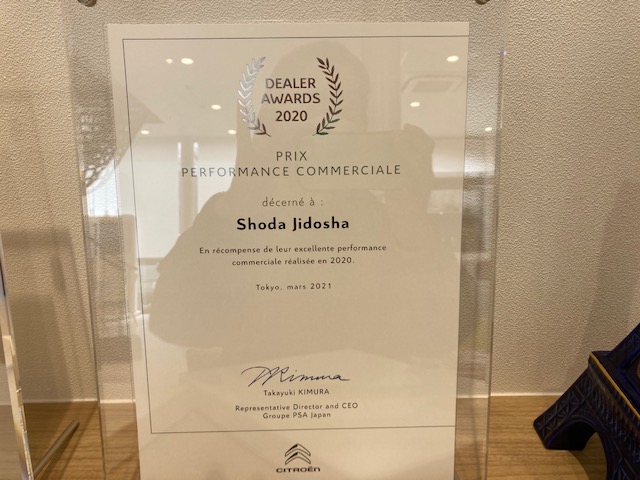 DEALER
AWARDS
2020
PRIX
PERFORMANCE COMMERCIALE
décerné à :
Shoda Jidosha
En récompense de leur excellente performance
commerciale réalisée en 2020.
Tokyo, mars 2021
TKimura
Takayuki KIMURA
Representative Director and CEO
Groupe PSA Japan
CITROËN